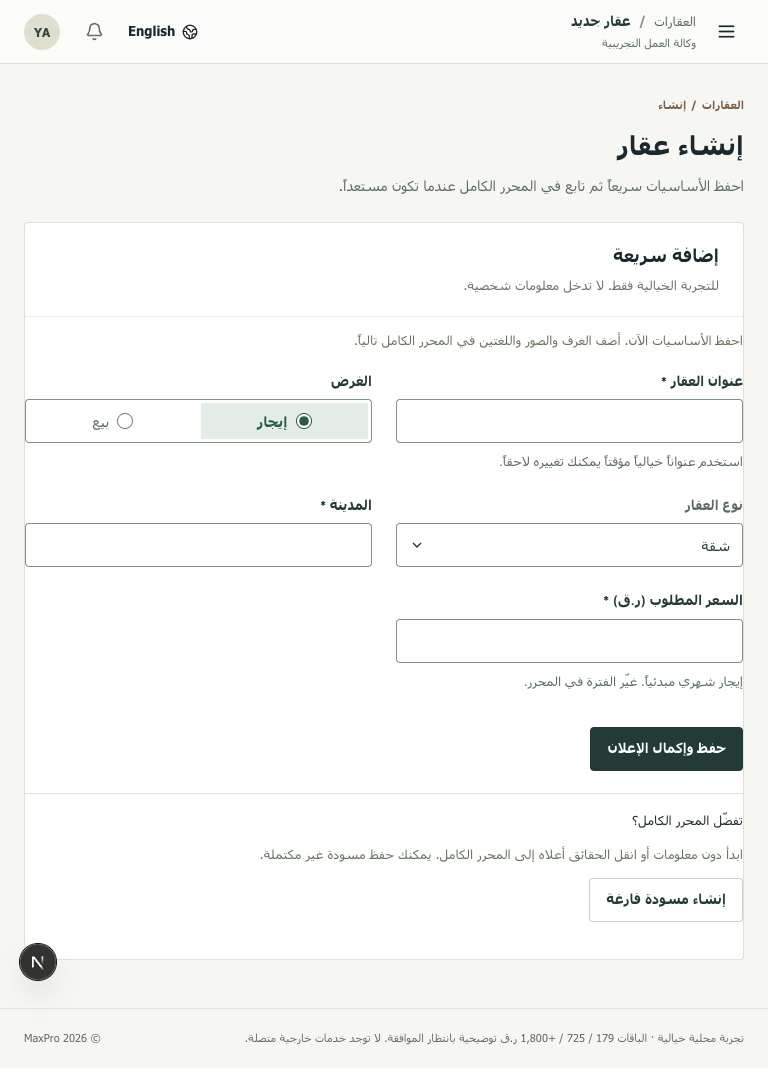 العقارات / عقار جديد
وكالة العمل التجريبية
English
YA
العقارات / إنشاء
إنشاء عقار
احفظ الأساسيات سريعاً ثم تابع في المحرر الكامل عندما تكون مستعداً.
إضافة سريعة
للتجربة الخيالية فقط. لا تدخل معلومات شخصية.
احفظ الأساسيات الآن. أضف الغرف والصور واللغتين في المحرر الكامل تالياً.
عنوان العقار *
الغرض
إيجار
بيع
استخدم عنواناً خيالياً مؤقتاً يمكنك تغييره لاحقاً.
نوع العقار
المدينة *
شقة
السعر المطلوب (ر.ق) *
إيجار شهري مبدئياً. غيّر الفترة في المحرر.
حفظ وإكمال الإعلان
تفضّل المحرر الكامل؟
ابدأ دون معلومات أو انقل الحقائق أعلاه إلى المحرر الكامل. يمكنك حفظ مسودة غير مكتملة.
إنشاء مسودة فارغة
N
تجربة محلية خيالية · الباقات 179 / 725 / +1,800 ر.ق توضيحية بانتظار الموافقة. لا توجد خدمات خارجية متصلة.
© 2026 MaxPro